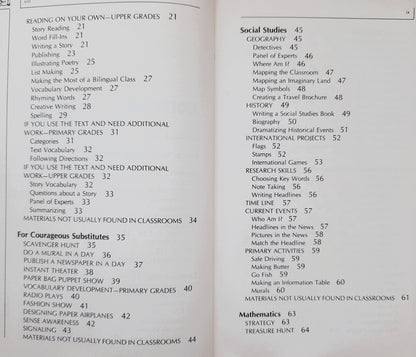 viii
READING ON YOUR OWN—UPPER GRADES 21
Story Reading 21
Word Fill-Ins 21
Writing a Story 21
Publishing 23
Illustrating Poetry 25
List Making 25
Making the Most of a Bilingual Class 27
Vocabulary Development 27
Rhyming Words 27
Creative Writing 28
Spelling 29
IF YOU USE THE TEXT AND NEED ADDITIONAL
WORK—PRIMARY GRADES 31
Categories 31
Text Vocabulary 32
Following Directions 32
IF YOU USE THE TEXT AND NEED ADDITIONAL
WORK—UPPER GRADES 32
Story Vocabulary 32
Questions about a Story 33
Panel of Experts 33
Summarizing 33
MATERIALS NOT USUALLY FOUND IN CLASSROOMS 34
For Courageous Substitutes 35
SCAVENGER HUNT 35
DO A MURAL IN A DAY 36
PUBLISH A NEWSPAPER IN A DAY 37
INSTANT THEATER 38
PAPER BAG PUPPET SHOW 39
VOCABULARY DEVELOPMENT—PRIMARY GRADES 40
RADIO PLAYS 40
FASHION SHOW 41
DESIGNING PAPER AIRPLANES 42
SENSE AWARENESS 42
SIGNALING 43
MATERIALS NOT USUALLY FOUND IN CLASSROOMS 44
ix
Social Studies 45
GEOGRAPHY 45
Detectives 45
Panel of Experts 46
Where Am I? 46
Mapping the Classroom 47
Mapping an Imaginary Land 47
Map Symbols 48
Creating a Travel Brochure 48
HISTORY 49
Writing a Social Studies Book 49
Biography 50
Dramatizing Historical Events 51
INTERNATIONAL PROJECTS 52
Flags 52
Stamps 52
International Games 53
RESEARCH SKILLS 56
Choosing Key Words 56
Note Taking 56
Writing Headlines 56
TIME LINE 57
CURRENT EVENTS 57
Who Am I? 57
Headlines in the News 57
Pictures in the News 58
Match the Headline 58
PRIMARY ACTIVITIES 59
Safe Driving 59
Making Butter 59
Go Fish 59
Making an Information Table 60
Murals 60
MATERIALS NOT USUALLY FOUND IN CLASSROOMS 61
Mathematics 63
STRATEGY 63
TREASURE HUNT 64